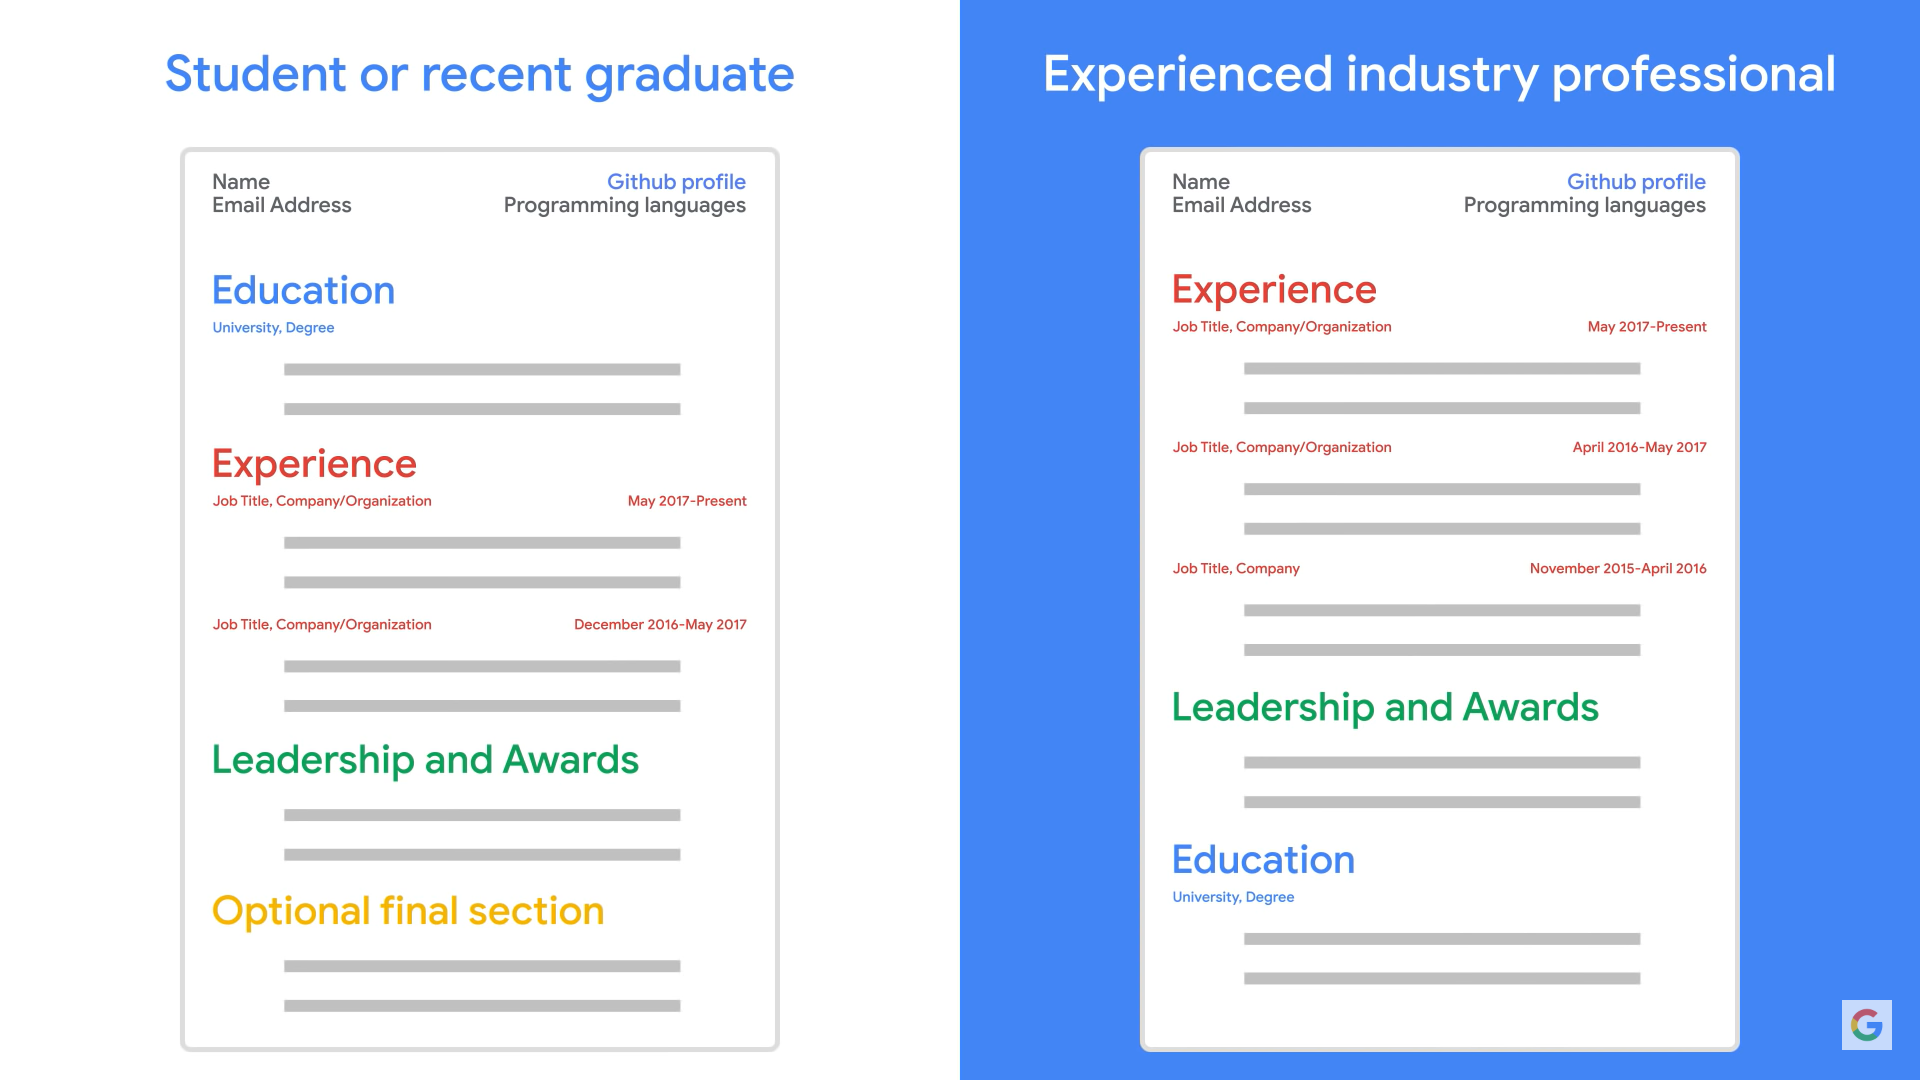 Student or recent graduate
Name
Email Address
Github profile
Programming languages
Education
University, Degree
Experience
Job Title, Company/Organization
May 2017-Present
Job Title, Company/Organization
December 2016-May 2017
Leadership and Awards
Optional final section
Experienced industry professional
Name
Email Address
Github profile
Programming languages
Experience
Job Title, Company/Organization
May 2017-Present
Job Title, Company/Organization
April 2016-May 2017
Job Title, Company
November 2015-April 2016
Leadership and Awards
Education
University, Degree